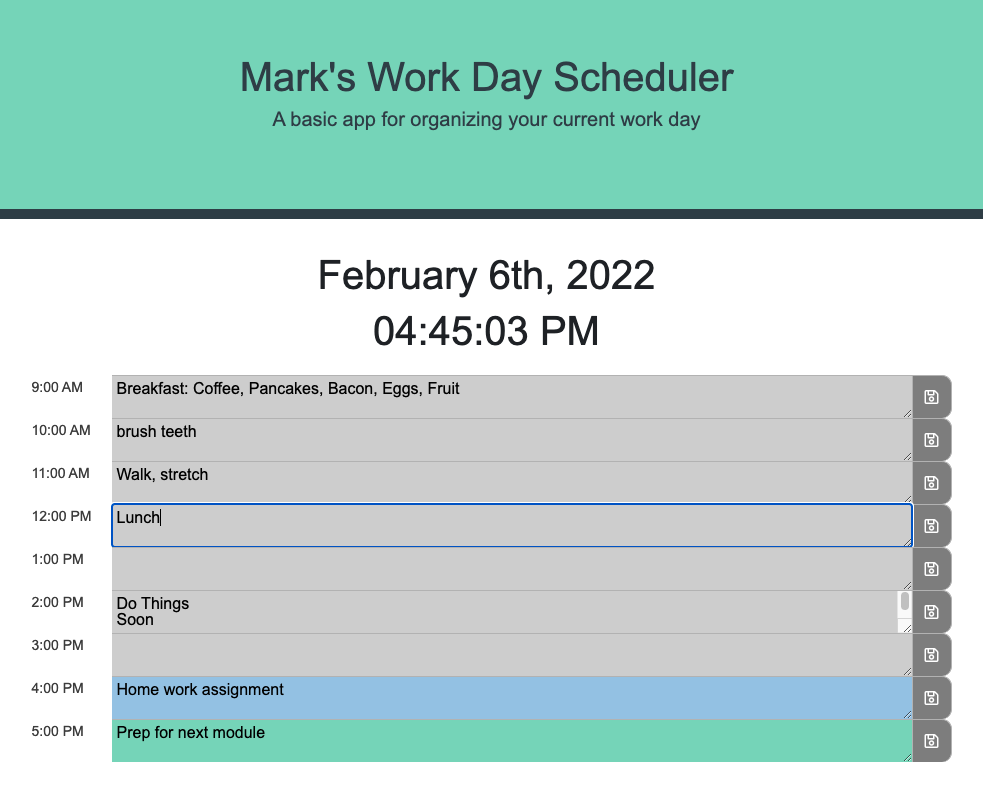 Mark's Work Day Scheduler
A basic app for organizing your current work day
February 6th, 2022
04:45:03 PM
9:00 AM Breakfast: Coffee, Pancakes, Bacon, Eggs, Fruit
10:00 AM brush teeth
11:00 AM Walk, stretch
12:00 PM Lunch
1:00 PM
2:00 PM Do Things
Soon
3:00 PM
4:00 PM Home work assignment
5:00 PM Prep for next module